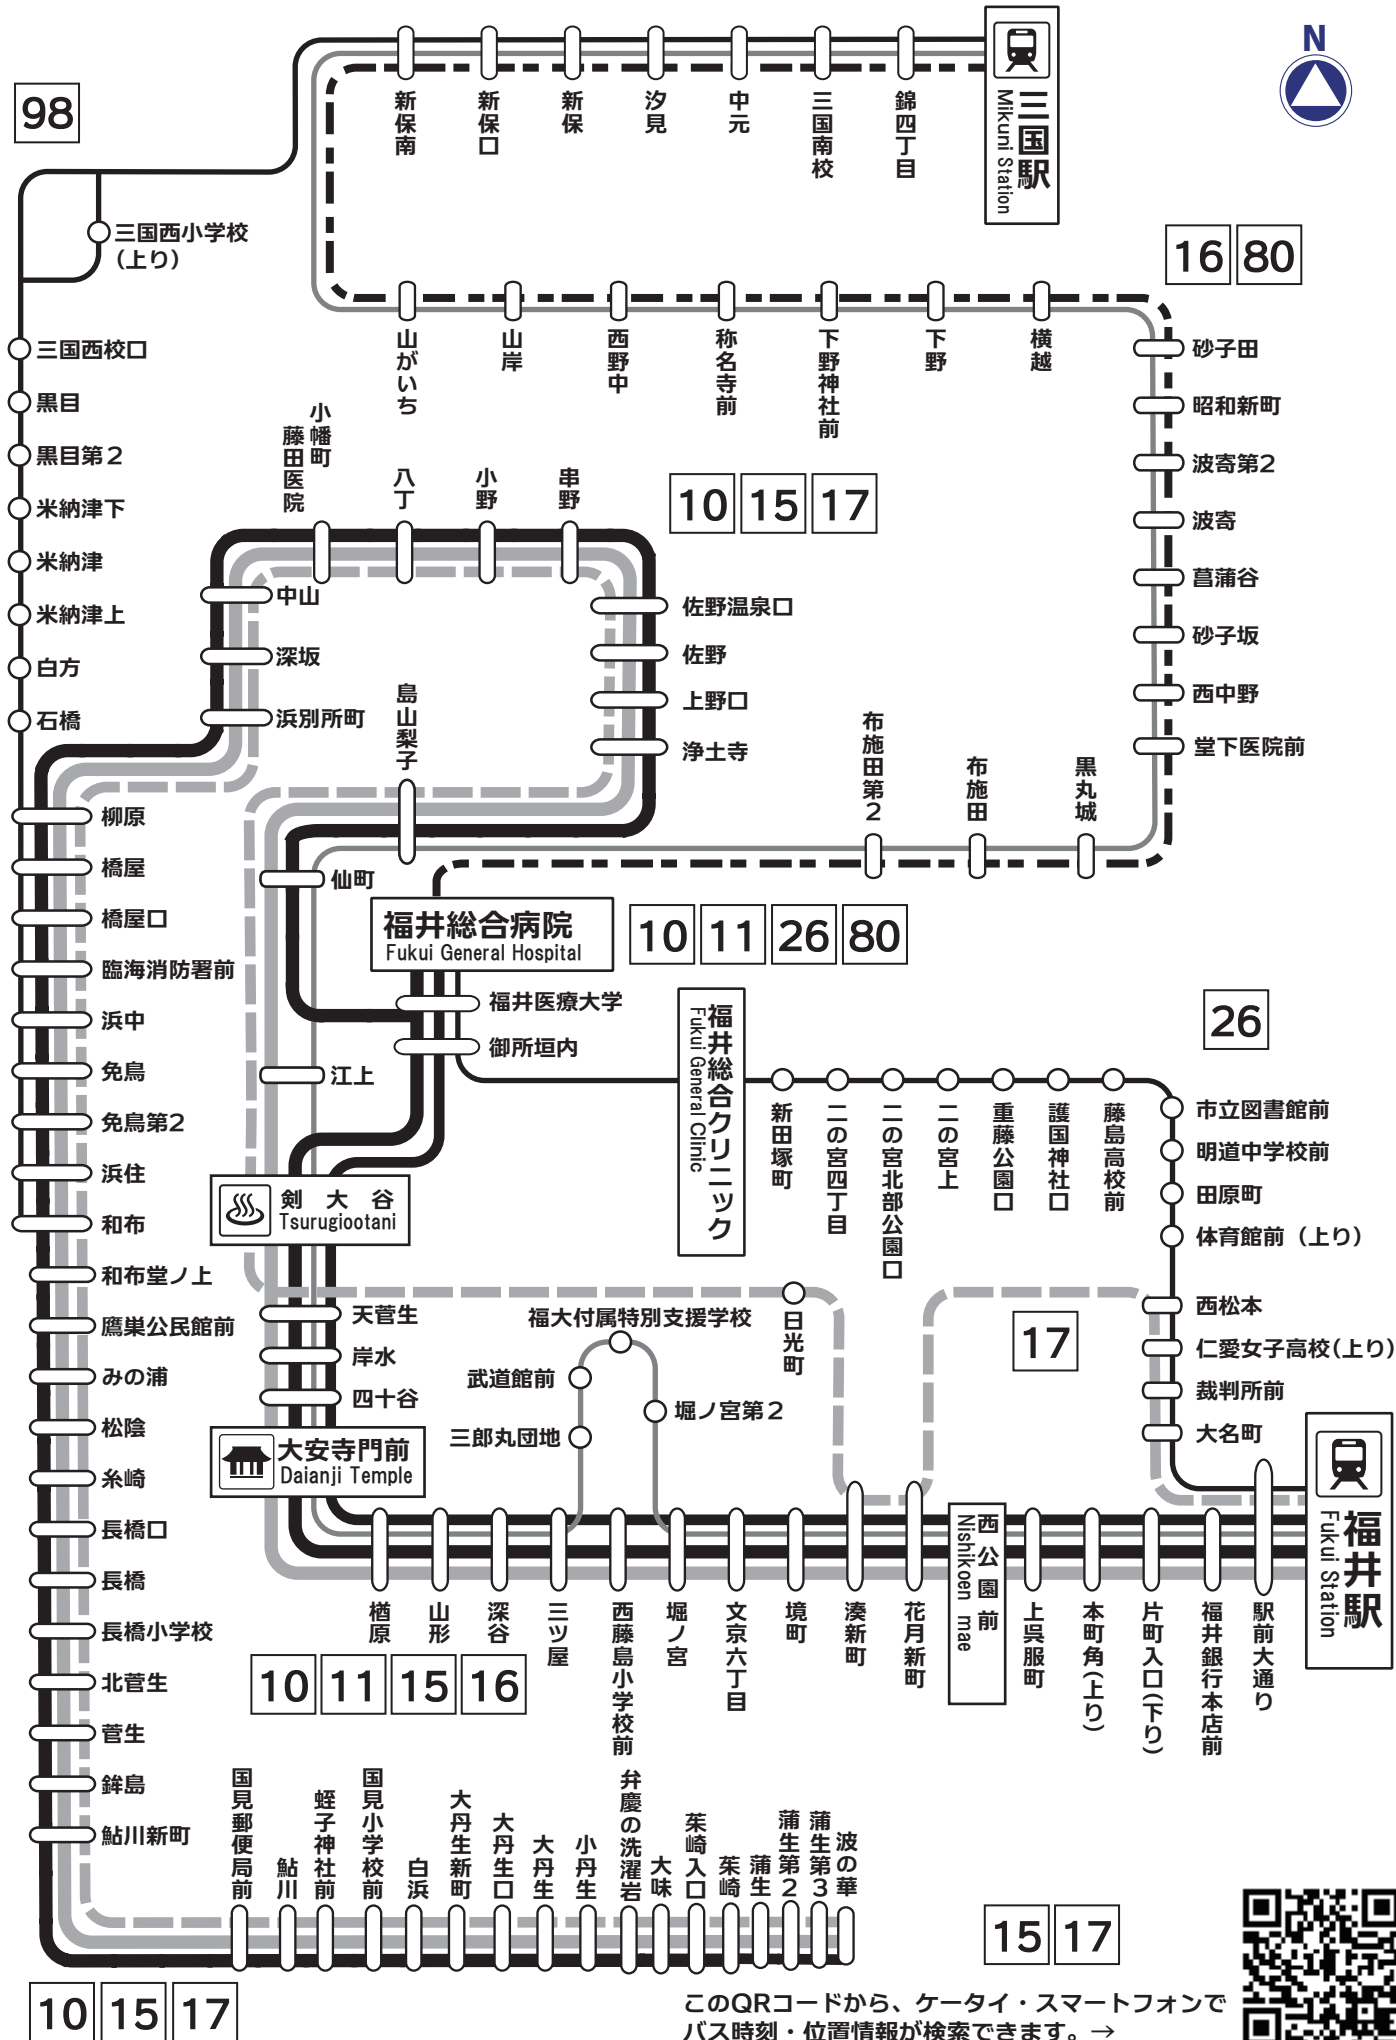 N
98
新保南
新保口
新保
汐見
中元
三国南校
錦四丁目
三国駅
Mikuni Station
三国西小学校
(上り)
16 80
三国西校口
黒目
黒目第2
米納津下
米納津
米納津上
白方
石橋
山がいち
山岸
西野中
称名寺前
下野神社前
下野
横越
砂子田
昭和新町
波寄第2
波寄
菖蒲谷
砂子坂
西中野
堂下医院前
小幡町
藤田医院
八丁
小野
串野
10 15 17
中山
深坂
浜別所町
佐野温泉口
佐野
上野口
浄土寺
島山梨子
布施田第2
布施田
黒丸城
柳原
橋屋
橋屋口
臨海消防署前
浜中
免鳥
免鳥第2
浜住
和布
和布堂ノ上
鷹巣公民館前
みの浦
松陰
糸崎
長橋口
長橋
長橋小学校
北菅生
菅生
鉾島
鮎川新町
仙町
福井総合病院
Fukui General Hospital
10 11 26 80
福井医療大学
御所垣内
江上
福井総合クリニック
Fukui General Clinic
26
新田塚町
二の宮四丁目
二の宮北部公園口
二の宮上
重藤公園口
護国神社口
藤島高校前
市立図書館前
明道中学校前
田原町
体育館前（上り）
西松本
仁愛女子高校(上り)
裁判所前
大名町
剣大谷
Tsurugiootani
天菅生
岸水
四十谷
大安寺門前
Daianji Temple
福大付属特別支援学校
武道館前
三郎丸団地
堀ノ宮第2
日光町
17
福井駅
Fukui Station
西公園前
Nishikoen mae
楢原
山形
深谷
三ツ屋
西藤島小学校前
堀ノ宮
文京六丁目
境町
湊新町
花月新町
上呉服町
本町角(上り)
片町入口(下り)
福井銀行本店前
駅前大通り
10 11 15 16
国見郵便局前
鮎川
蛭子神社前
国見小学校前
白浜
大丹生新町
大丹生口
大丹生
小丹生
弁慶の洗濯岩
大味
茱崎入口
茱崎
蒲生
蒲生第2
蒲生第3
波の華
15 17
10 15 17
このQRコードから、ケータイ・スマートフォンで
バス時刻・位置情報が検索できます。→